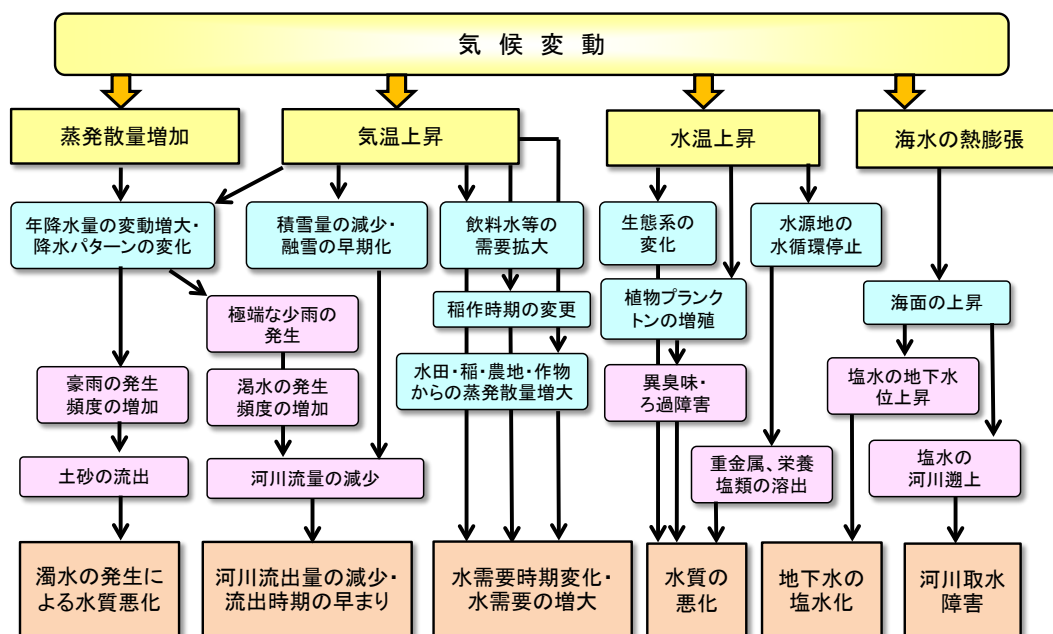 気候変動
蒸発散量増加
気温上昇
水温上昇
海水の熱膨張
年降水量の変動増大・
降水パターンの変化
積雪量の減少・
融雪の早期化
飲料水等の
需要拡大
生態系の
変化
水源地の
水循環停止
極端な少雨の
発生
稲作時期の変更
植物プランク
トンの増殖
海面の上昇
豪雨の発生
頻度の増加
渇水の発生
頻度の増加
水田・稲・農地・作物
からの蒸発散量増大
異臭味・
ろ過障害
塩水の地下水
位上昇
土砂の流出
河川流量の減少
重金属、栄養
塩類の溶出
塩水の
河川遡上
濁水の発生に
よる水質悪化
河川流出量の減少・
流出時期の早まり
水需要時期変化・
水需要の増大
水質の
悪化
地下水の
塩水化
河川取水
障害